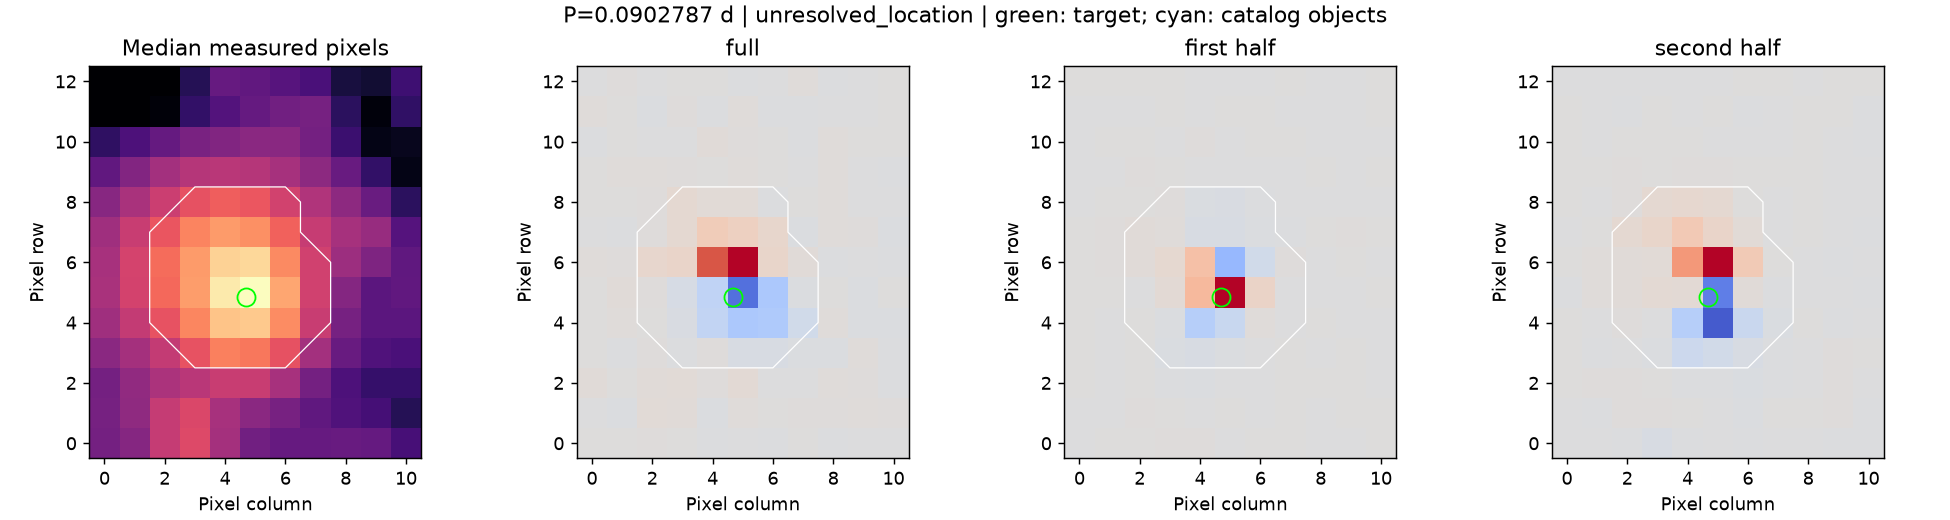 P=0.0902787 d | unresolved_location | green: target; cyan: catalog objects
Median measured pixels
full
first half
second half
Pixel row
12
10
8
6
4
2
0
0 2 4 6 8 10
Pixel column
Pixel row
12
10
8
6
4
2
0
0 2 4 6 8 10
Pixel column
Pixel row
12
10
8
6
4
2
0
0 2 4 6 8 10
Pixel column
Pixel row
12
10
8
6
4
2
0
0 2 4 6 8 10
Pixel column